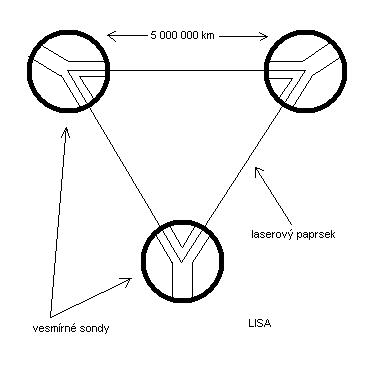 5 000 000 km
laserový paprsek
vesmírné sondy
LISA